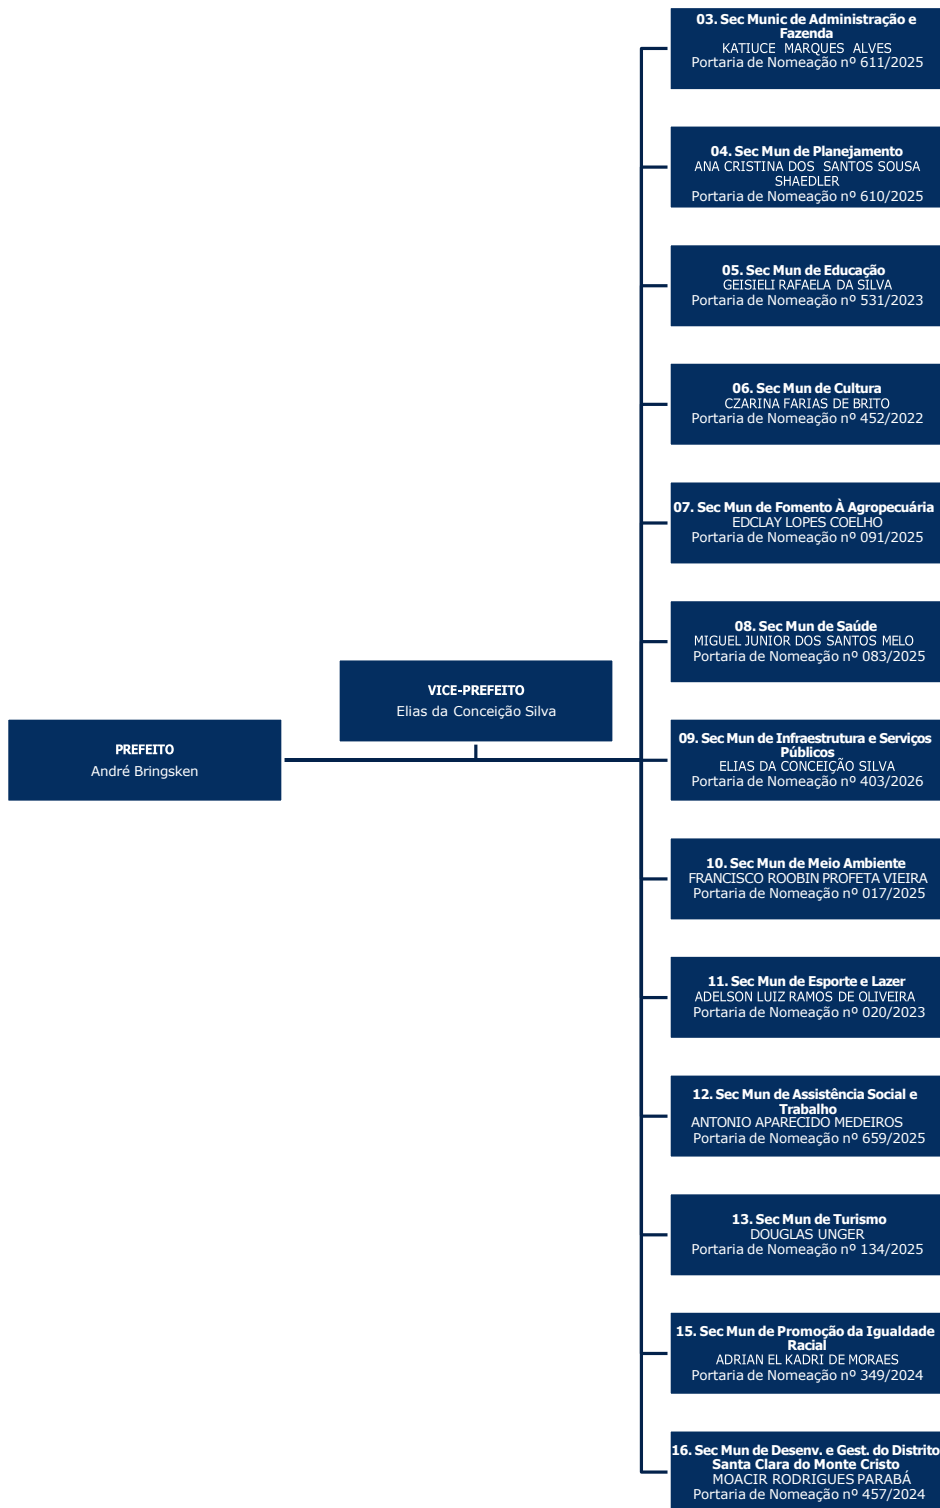 PREFEITO
André Bringsken
VICE-PREFEITO
Elias da Conceição Silva
03. Sec Munic de Administração e
Fazenda
KATIUCE MARQUES ALVES
Portaria de Nomeação nº 611/2025
04. Sec Mun de Planejamento
ANA CRISTINA DOS SANTOS SOUSA
SHAEDLER
Portaria de Nomeação nº 610/2025
05. Sec Mun de Educação
GEISIELI RAFAELA DA SILVA
Portaria de Nomeação nº 531/2023
06. Sec Mun de Cultura
CZARINA FARIAS DE BRITO
Portaria de Nomeação nº 452/2022
07. Sec Mun de Fomento À Agropecuária
EDCLAY LOPES COELHO
Portaria de Nomeação nº 091/2025
08. Sec Mun de Saúde
MIGUEL JUNIOR DOS SANTOS MELO
Portaria de Nomeação nº 083/2025
09. Sec Mun de Infraestrutura e Serviços
Públicos
ELIAS DA CONCEIÇÃO SILVA
Portaria de Nomeação nº 403/2026
10. Sec Mun de Meio Ambiente
FRANCISCO ROOBIN PROFETA VIEIRA
Portaria de Nomeação nº 017/2025
11. Sec Mun de Esporte e Lazer
ADELSON LUIZ RAMOS DE OLIVEIRA
Portaria de Nomeação nº 020/2023
12. Sec Mun de Assistência Social e
Trabalho
ANTONIO APARECIDO MEDEIROS
Portaria de Nomeação nº 659/2025
13. Sec Mun de Turismo
DOUGLAS UNGER
Portaria de Nomeação nº 134/2025
15. Sec Mun de Promoção da Igualdade
Racial
ADRIAN EL KADRI DE MORAES
Portaria de Nomeação nº 349/2024
16. Sec Mun de Desenv. e Gest. do Distrito
Santa Clara do Monte Cristo
MOACIR RODRIGUES PARABÁ
Portaria de Nomeação nº 457/2024